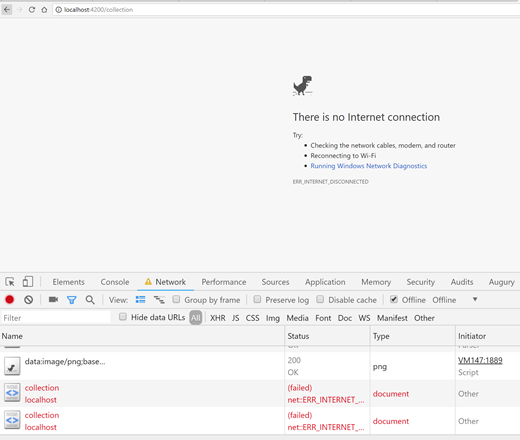 localhost:4200/collection
There is no Internet connection
Try:
Checking the network cables, modem, and router
Reconnecting to Wi-Fi
Running Windows Network Diagnostics
ERR_INTERNET_DISCONNECTED
Elements Console Network Performance Sources Application Memory Security Audits Augury
View: Group by frame Preserve log Disable cache Offline Offline
Filter Hide data URLs All XHR JS CSS Img Media Font Doc WS Manifest Other
Name Status Type Initiator
data:image/png;base... 200 png VM147:1889
OK Script
collection (failed) document Other
localhost net::ERR_INTERNET_...
collection (failed) document Other
localhost net::ERR_INTERNET_...